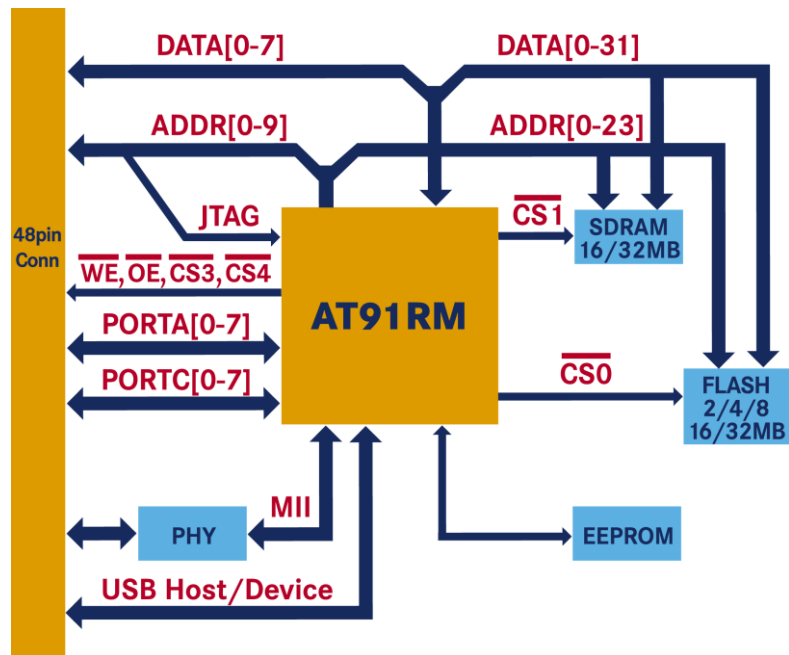 DATA[0-7]
DATA[0-31]
ADDR[0-9]
ADDR[0-23]
JTAG
CS1
SDRAM
16/32MB
48pin
Conn
WE, OE, CS3, CS4
AT91RM
PORTA[0-7]
CS0
PORTC[0-7]
FLASH
2/4/8
16/32MB
MII
PHY
EEPROM
USB Host/Device